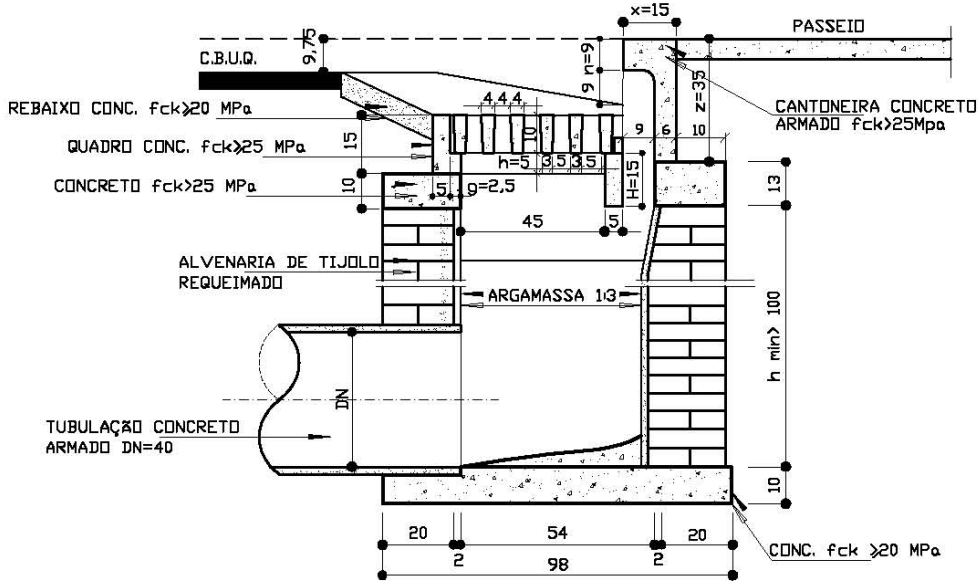 x=15
PASSEIO
9,75
n=9
C.B.U.Q.
9
z=35
REBAIXO CONC. fck⩾20 MPa
4 4 4
CANTONEIRA CONCRETO
ARMADO fck>25Mpa
QUADRO CONC. fck⩾25 MPa
15
10
9 6 10
h=5 3 5 3 5
CONCRETO fck>25 MPa
10
5 g=2,5
H=15
13
45 5
ALVENARIA DE TIJOLO
REQUEIMADO
ARGAMASSA 1:3
h min> 100
DN
TUBULAÇÃO CONCRETO
ARMADO DN=40
10
20 54 20
2 2
98
CONC. fck ⩾20 MPa